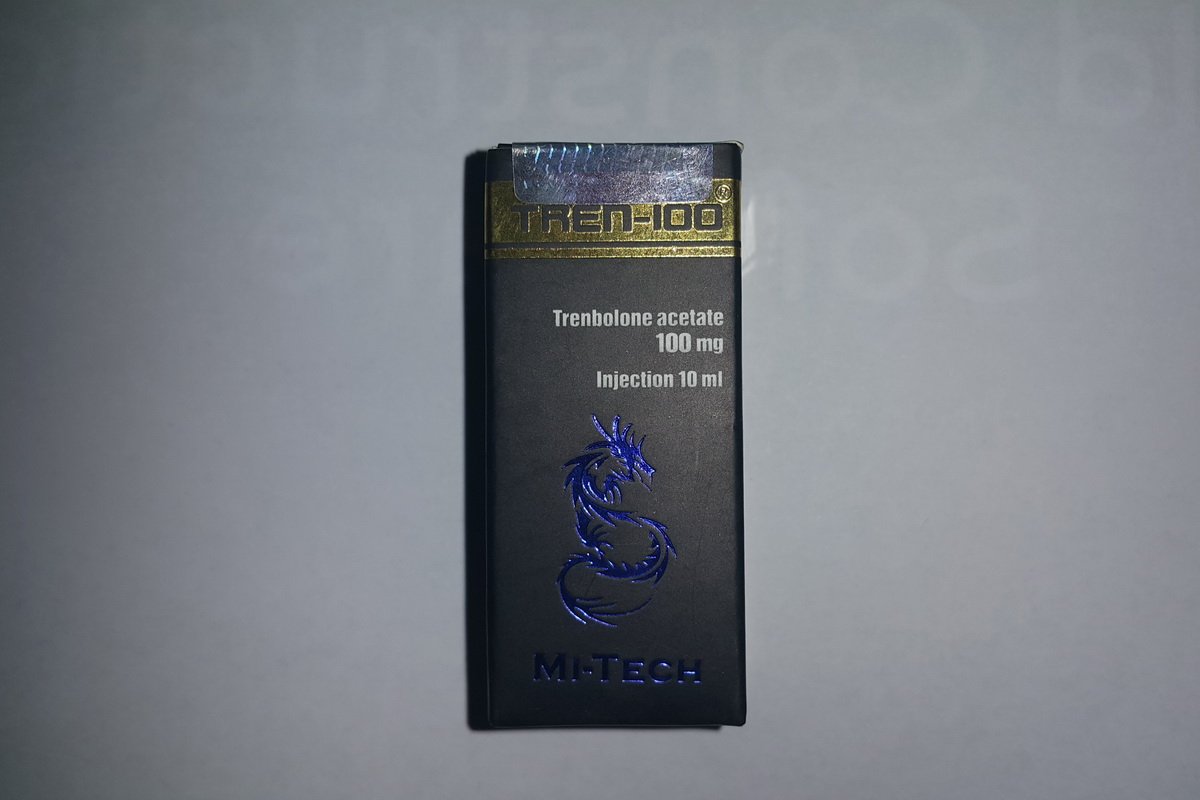 TREN-100®
Trenbolone acetate
100 mg
Injection 10 ml
MI-TECH